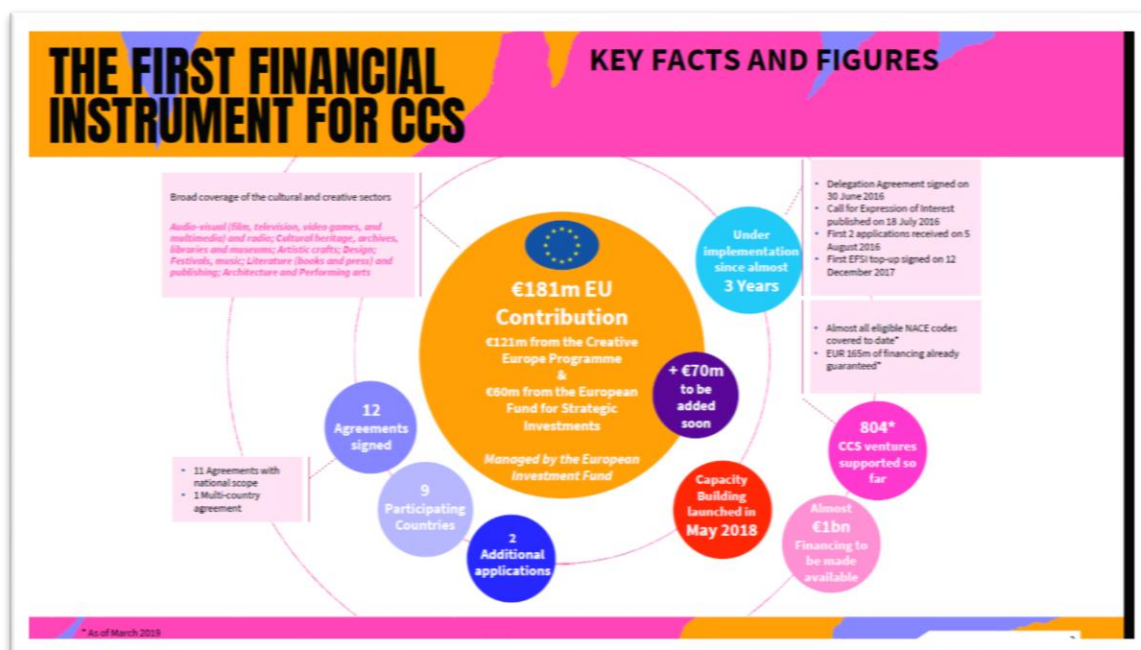 THE FIRST FINANCIAL
INSTRUMENT FOR CCS
KEY FACTS AND FIGURES
Broad coverage of the cultural and creative sectors
Audio-visual (film, television, video games, and
multimedia) and radio; Cultural heritage, archives,
libraries and museums; Artistic crafts; Design;
Festivals, music; Literature (books and press) and
publishing; Architecture and Performing arts
€181m EU
Contribution
€121m from the Creative
Europe Programme
&
€60m from the European
Fund for Strategic
Investments
Managed by the European
Investment Fund
+ €70m
to be
added
soon
Under
implementation
since almost
3 Years
• Delegation Agreement signed on
30 June 2016
• Call for Expression of Interest
published on 18 July 2016
• First 2 applications received on 5
August 2016
• First EFSI top-up signed on 12
December 2017
• Almost all eligible NACE codes
covered to date*
• EUR 165m of financing already
guaranteed*
12
Agreements
signed
• 11 Agreements with
national scope
• 1 Multi-country
agreement
9
Participating
Countries
2
Additional
applications
Capacity
Building
launched in
May 2018
804*
CCS ventures
supported so
far
Almost
€1bn
Financing to
be made
available
* As of March 2019